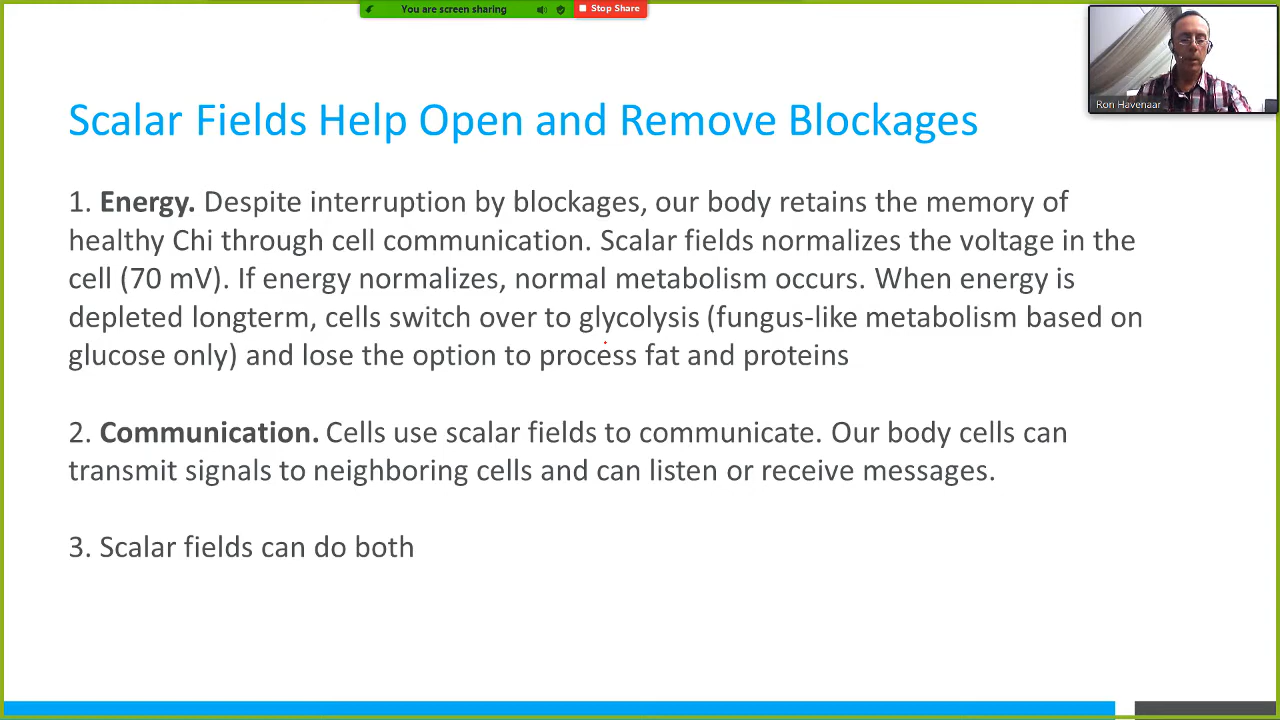 You are screen sharing
Stop Share
Ron Havenaar
Scalar Fields Help Open and Remove Blockages
1. Energy. Despite interruption by blockages, our body retains the memory of
healthy Chi through cell communication. Scalar fields normalizes the voltage in the
cell (70 mV). If energy normalizes, normal metabolism occurs. When energy is
depleted longterm, cells switch over to glycolysis (fungus-like metabolism based on
glucose only) and lose the option to process fat and proteins
2. Communication. Cells use scalar fields to communicate. Our body cells can
transmit signals to neighboring cells and can listen or receive messages.
3. Scalar fields can do both